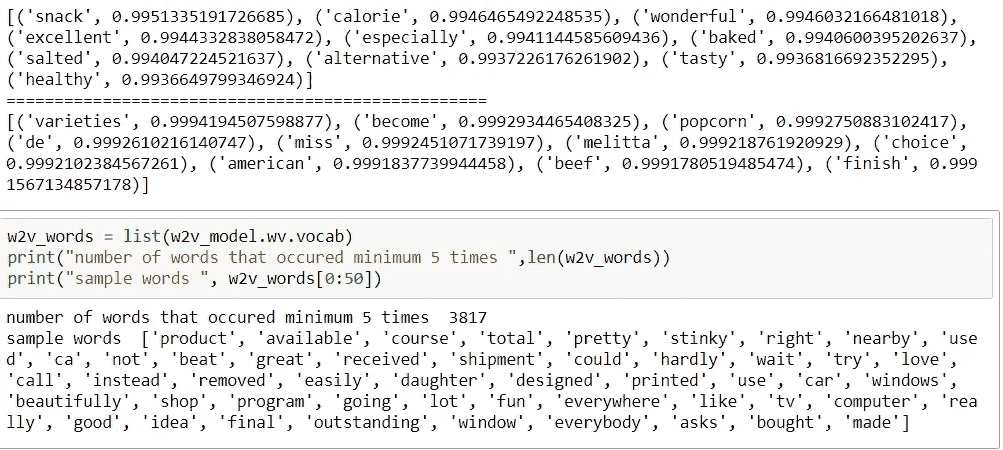 [('snack', 0.9951335191726685), ('calorie', 0.9946465492248535), ('wonderful', 0.9946032166481018),
('excellent', 0.9944332838058472), ('especially', 0.9941144585609436), ('baked', 0.9940600395202637),
('salted', 0.994047224521637), ('alternative', 0.9937226176261902), ('tasty', 0.9936816692352295),
('healthy', 0.9936649799346924)]
==================================================
[('varieties', 0.9994194507598877), ('become', 0.9992934465408325), ('popcorn', 0.9992750883102417),
('de', 0.9992610216140747), ('miss', 0.9992451071739197), ('melitta', 0.999218761920929), ('choice',
0.9992102384567261), ('american', 0.9991837739944458), ('beef', 0.9991780519485474), ('finish', 0.999
1567134857178)]
w2v_words = list(w2v_model.wv.vocab)
print("number of words that occured minimum 5 times ",len(w2v_words))
print("sample words ", w2v_words[0:50])
number of words that occured minimum 5 times  3817
sample words  ['product', 'available', 'course', 'total', 'pretty', 'stinky', 'right', 'nearby', 'use
d', 'ca', 'not', 'beat', 'great', 'received', 'shipment', 'could', 'hardly', 'wait', 'try', 'love',
'call', 'instead', 'removed', 'easily', 'daughter', 'designed', 'printed', 'use', 'car', 'windows',
'beautifully', 'shop', 'program', 'going', 'lot', 'fun', 'everywhere', 'like', 'tv', 'computer', 'rea
lly', 'good', 'idea', 'final', 'outstanding', 'window', 'everybody', 'asks', 'bought', 'made']